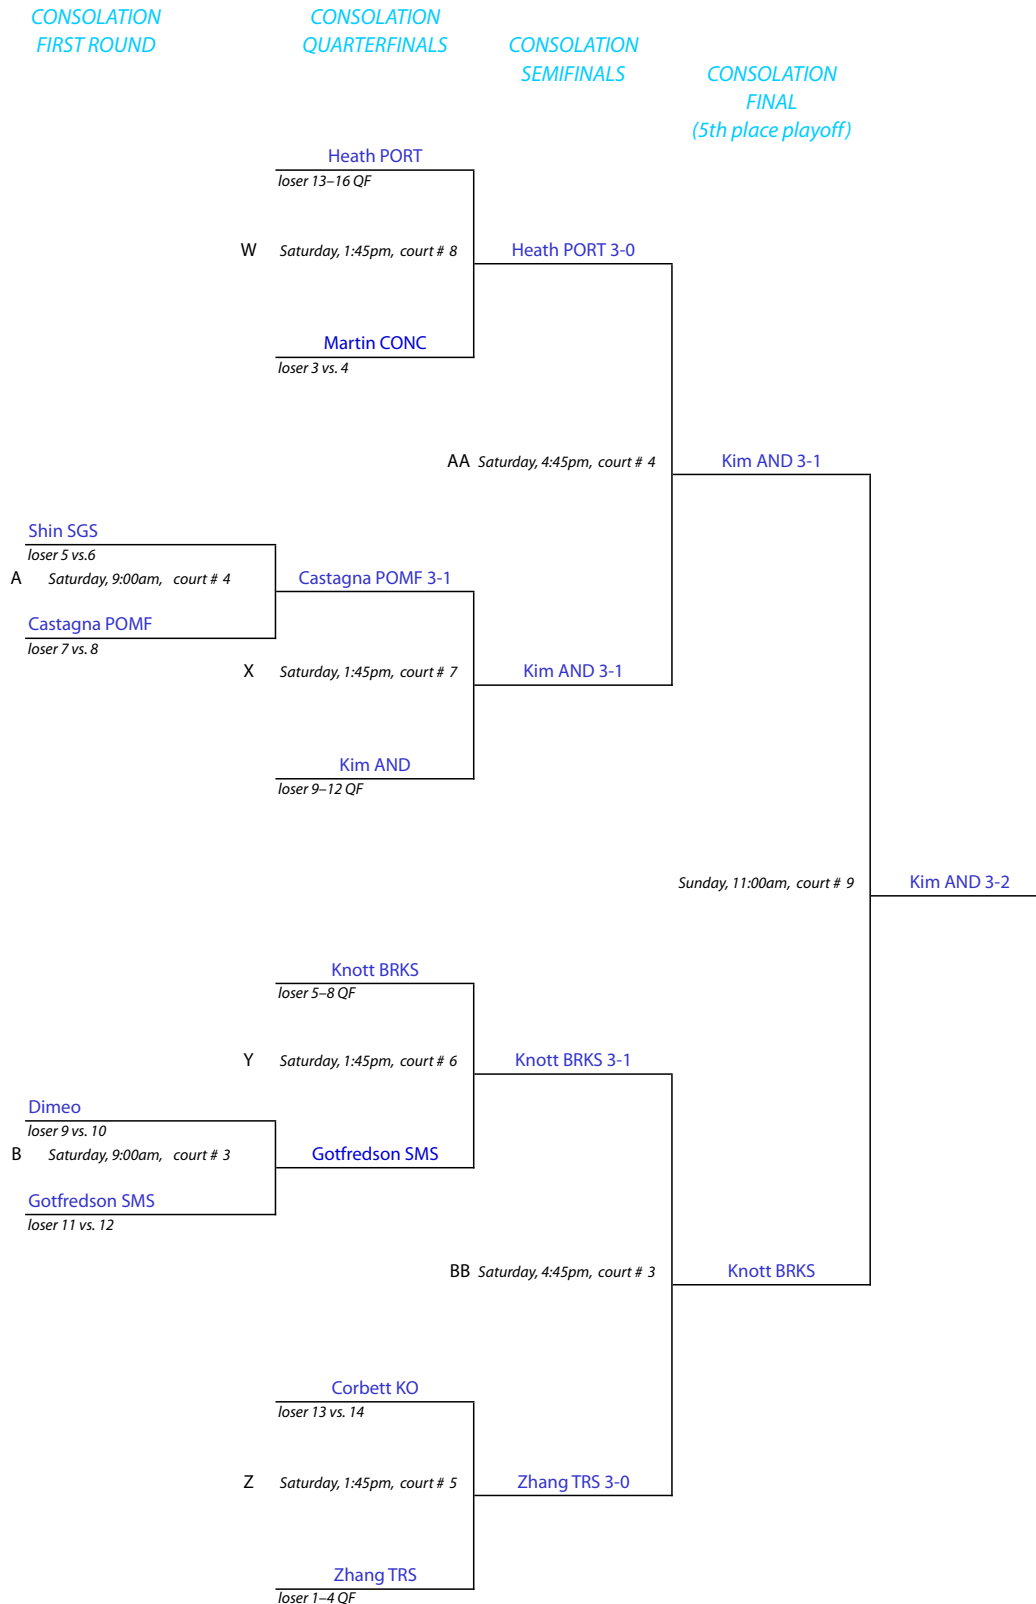 CONSOLATION
FIRST ROUND
CONSOLATION
QUARTERFINALS
CONSOLATION
SEMIFINALS
CONSOLATION
FINAL
(5th place playoff)
Heath PORT
loser 13–16 QF
W Saturday, 1:45pm, court # 8
Heath PORT 3-0
Martin CONC
loser 3 vs. 4
AA Saturday, 4:45pm, court # 4
Kim AND 3-1
Shin SGS
loser 5 vs.6
A Saturday, 9:00am, court # 4
Castagna POMF 3-1
Castagna POMF
loser 7 vs. 8
X Saturday, 1:45pm, court # 7
Kim AND 3-1
Kim AND
loser 9–12 QF
Sunday, 11:00am, court # 9
Kim AND 3-2
Knott BRKS
loser 5–8 QF
Y Saturday, 1:45pm, court # 6
Knott BRKS 3-1
Dimeo
loser 9 vs. 10
B Saturday, 9:00am, court # 3
Gotfredson SMS
Gotfredson SMS
loser 11 vs. 12
BB Saturday, 4:45pm, court # 3
Knott BRKS
Corbett KO
loser 13 vs. 14
Z Saturday, 1:45pm, court # 5
Zhang TRS 3-0
Zhang TRS
loser 1–4 QF